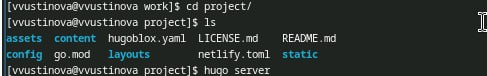 [vvustinova@vvustinova work]$ cd project/
[vvustinova@vvustinova project]$ ls
assets content hugoblox.yaml LICENSE.md README.md
config go.mod layouts netlify.toml static
[vvustinova@vvustinova project]$ hugo server